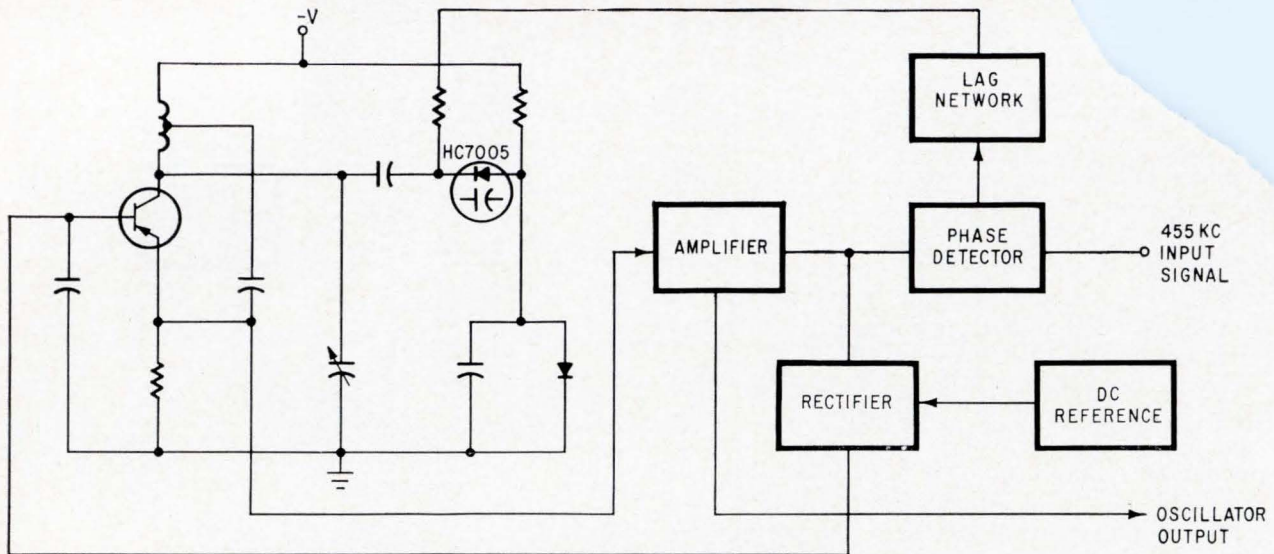 -V
LAG
NETWORK
HC7005
AMPLIFIER
PHASE
DETECTOR
455 KC
INPUT
SIGNAL
RECTIFIER
DC
REFERENCE
OSCILLATOR
OUTPUT